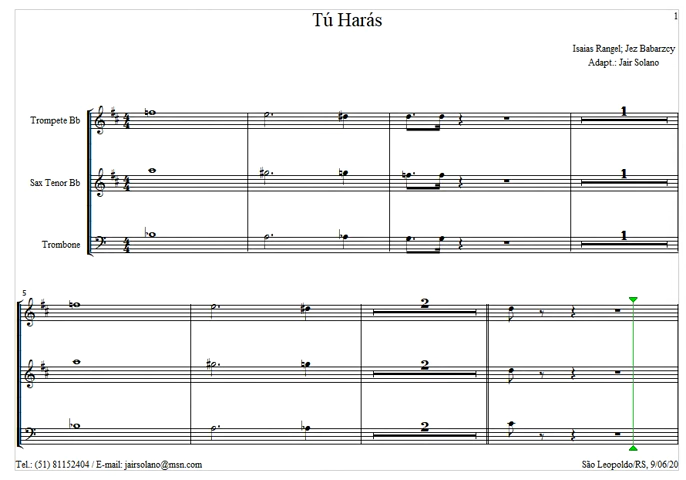 Tú Harás
1
Isaias Rangel; Jez Babarzcy
Adapt.: Jair Solano
Trompete Bb
1
Sax Tenor Bb
1
Trombone
1
5
2
2
2
Tel.: (51) 81152404 / E-mail: jairsolano@msn.com
São Leopoldo/RS, 9/06/20